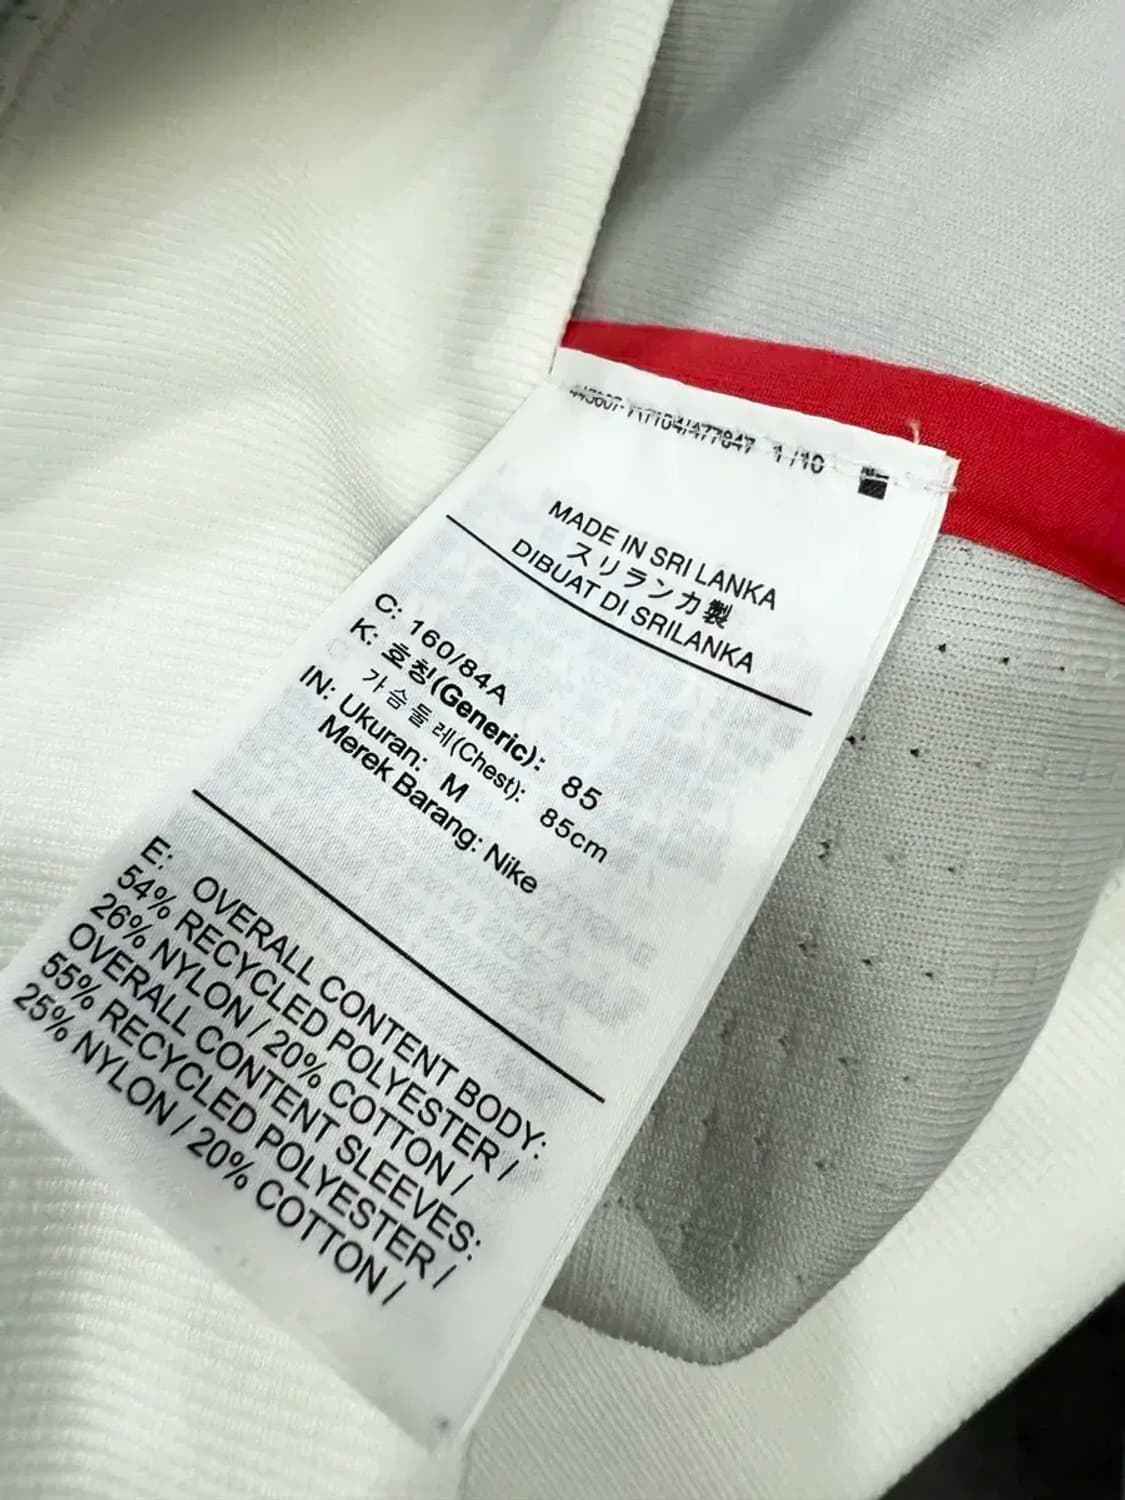 1 /10
MADE IN SRI LANKA
スリランカ製
DIBUAT DI SRILANKA
C: 160/84A
K: 호칭(Generic): 85
가슴둘레(Chest): 85cm
IN: Ukuran: M
Merek Barang: Nike
E: OVERALL CONTENT BODY:
54% RECYCLED POLYESTER /
26% NYLON / 20% COTTON /
OVERALL CONTENT SLEEVES:
55% RECYCLED POLYESTER /
25% NYLON / 20% COTTON /